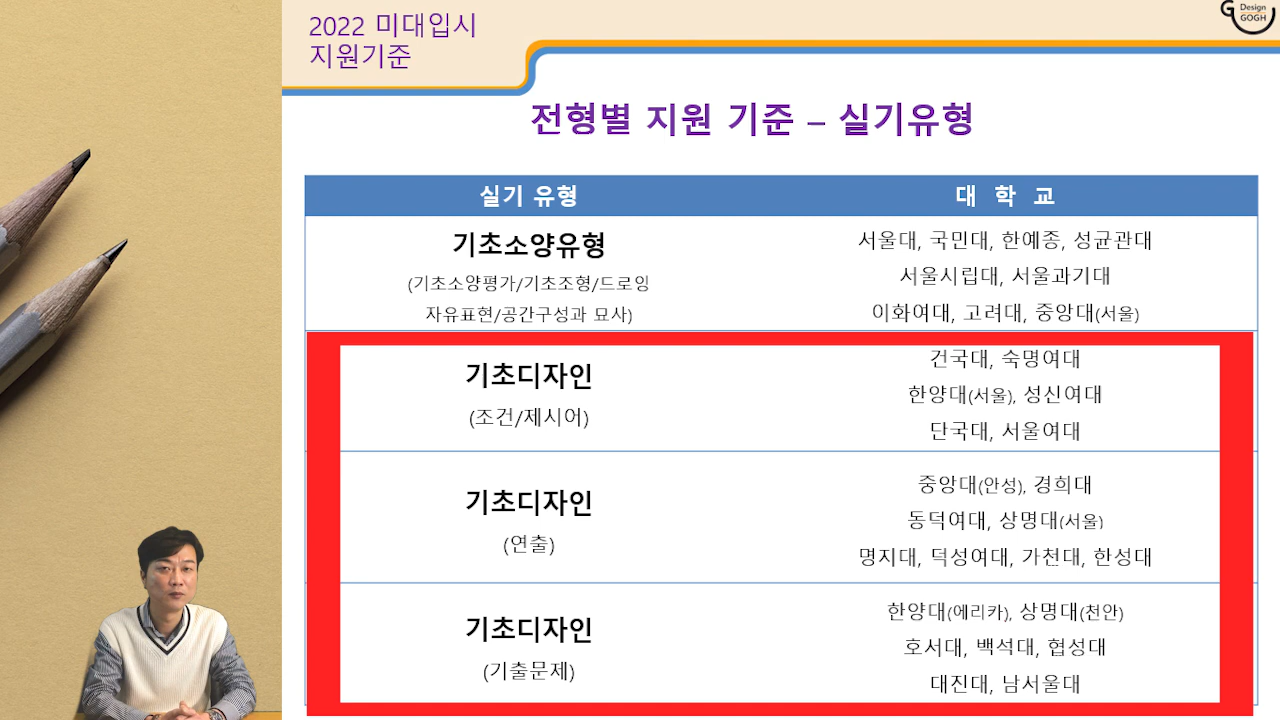 2022 미대입시
지원기준
Design
GOGH
전형별 지원 기준 – 실기유형
실기 유형
대 학 교
기초소양유형
(기초소양평가/기초조형/드로잉
자유표현/공간구성과 묘사)
서울대, 국민대, 한예종, 성균관대
서울시립대, 서울과기대
이화여대, 고려대, 중앙대(서울)
기초디자인
(조건/제시어)
건국대, 숙명여대
한양대(서울), 성신여대
단국대, 서울여대
기초디자인
(연출)
중앙대(안성), 경희대
동덕여대, 상명대(서울)
명지대, 덕성여대, 가천대, 한성대
기초디자인
(기출문제)
한양대(에리카), 상명대(천안)
호서대, 백석대, 협성대
대진대, 남서울대